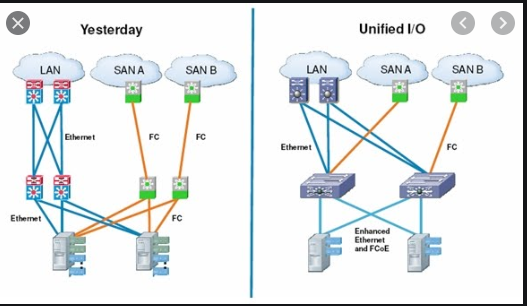 Yesterday
LAN
SAN A
SAN B
Ethernet
FC
FC
Ethernet
FC
Unified I/O
LAN
SAN A
SAN B
Ethernet
FC
Enhanced
Ethernet
and FCoE